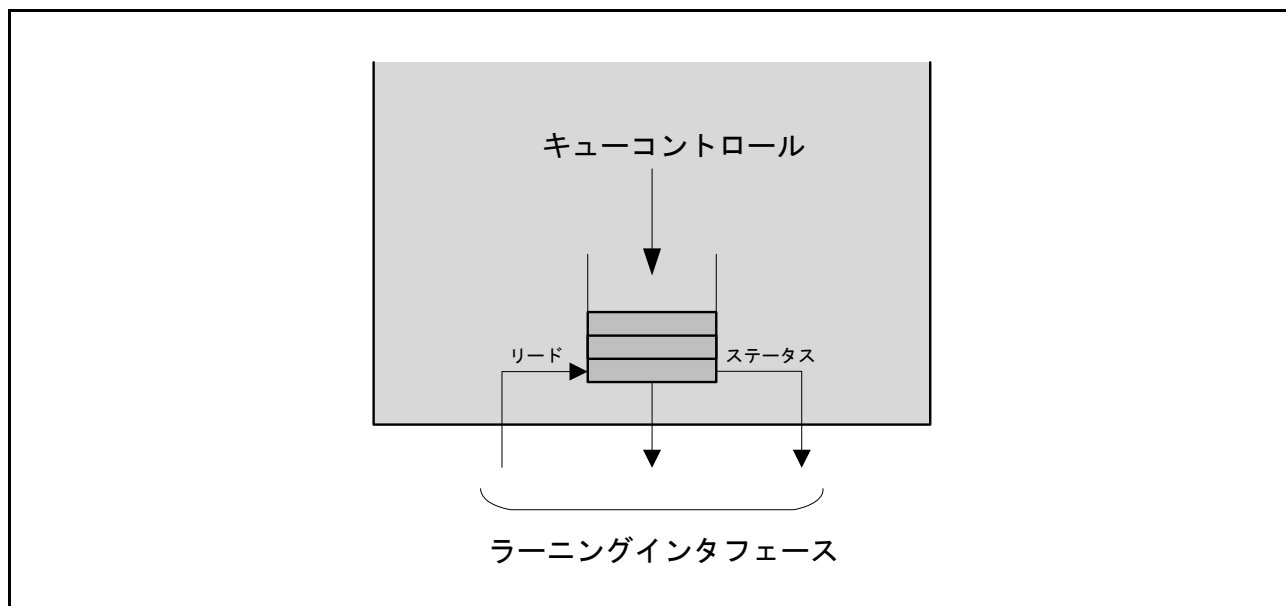 キューコントロール
リード
ステータス
ラーニングインタフェース